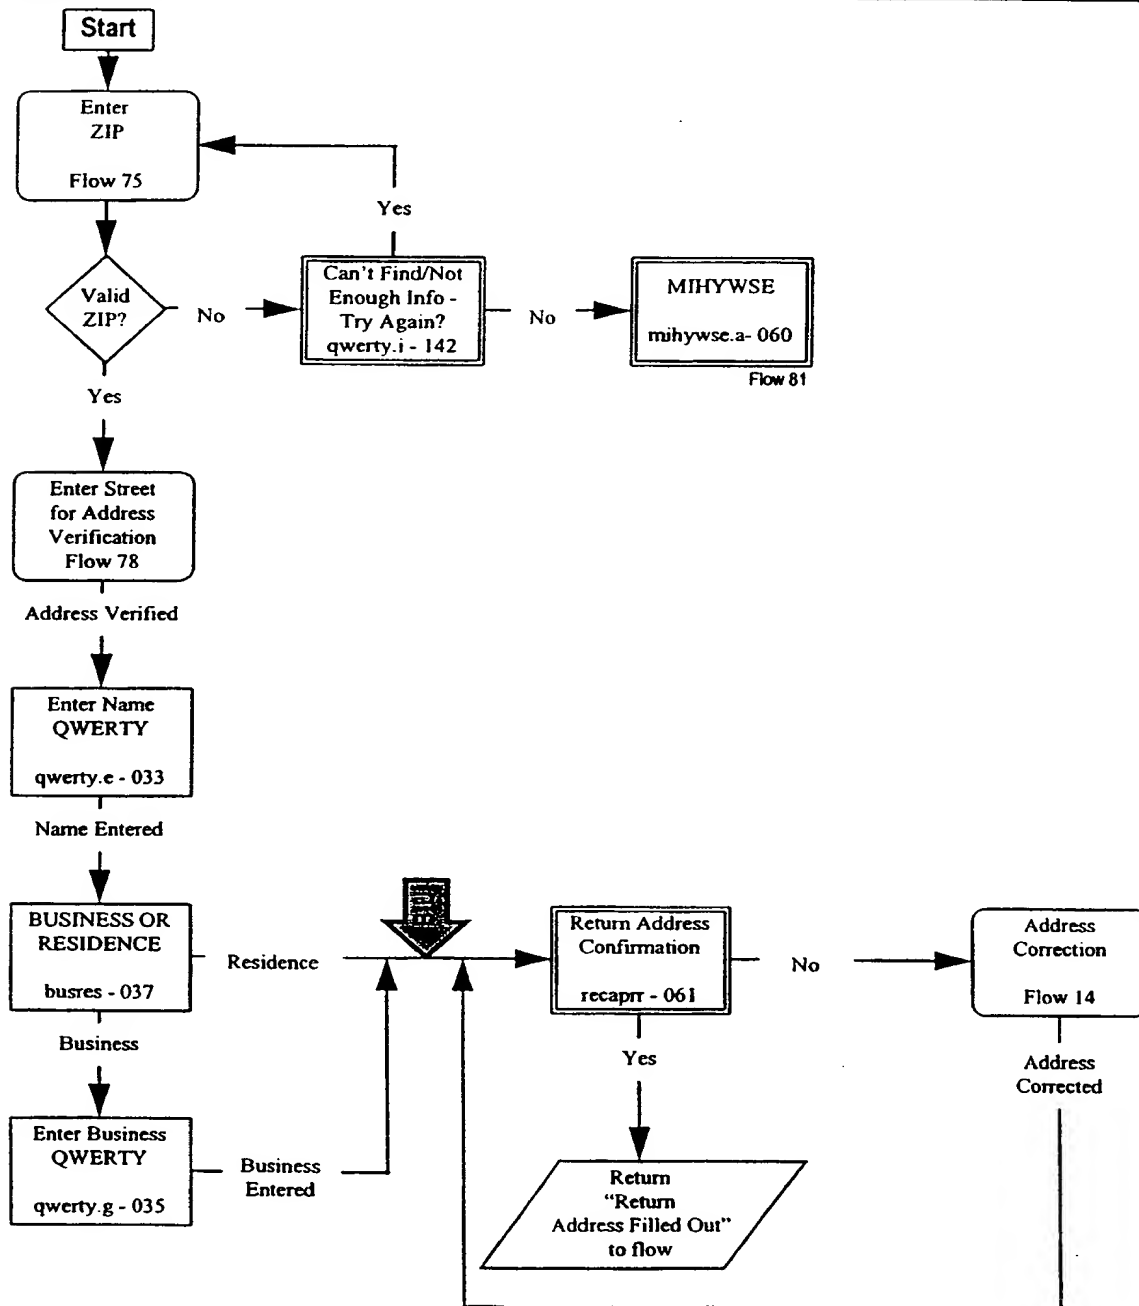 Start
Enter
ZIP
Flow 75
Yes
Valid
ZIP?
No
Can't Find/Not
Enough Info -
Try Again?
qwerty.i - 142
No
MIHYWSE
mihywse.a- 060
Flow 81
Yes
Enter Street
for Address
Verification
Flow 78
Address Verified
Enter Name
QWERTY
qwerty.e - 033
Name Entered
BUSINESS OR
RESIDENCE
busres - 037
Residence
Return Address
Confirmation
recaprr - 061
No
Address
Correction
Flow 14
Business
Yes
Address
Corrected
Enter Business
QWERTY
qwerty.g - 035
Business
Entered
Return
“Return
Address Filled Out”
to flow